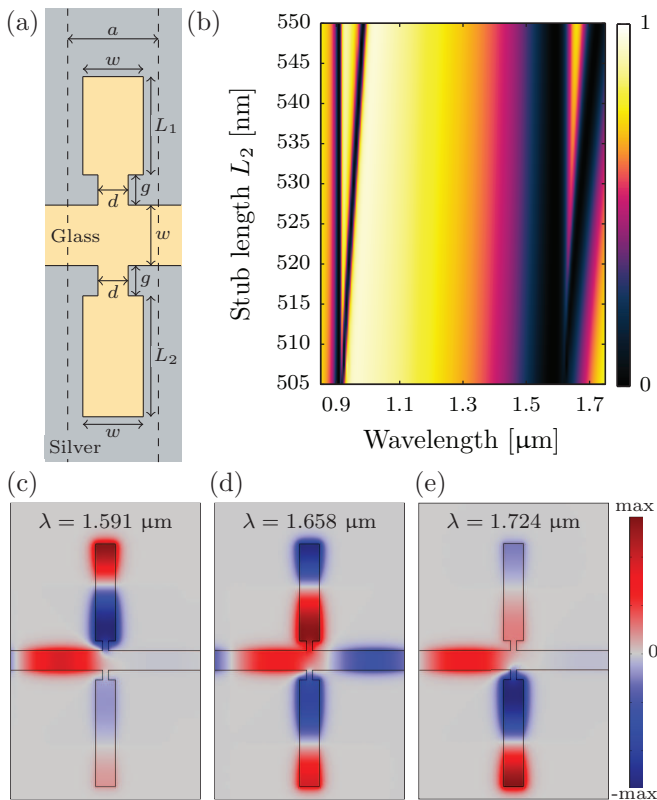 (a)
a
w
L1
g
d
Glass
w
g
d
L2
w
Silver
(b)
Stub length L2 [nm]
550
545
540
535
530
525
520
515
510
505
0.9 1.1 1.3 1.5 1.7
Wavelength [μm]
1
0
(c)
λ = 1.591 μm
(d)
λ = 1.658 μm
(e)
λ = 1.724 μm
max
0
-max